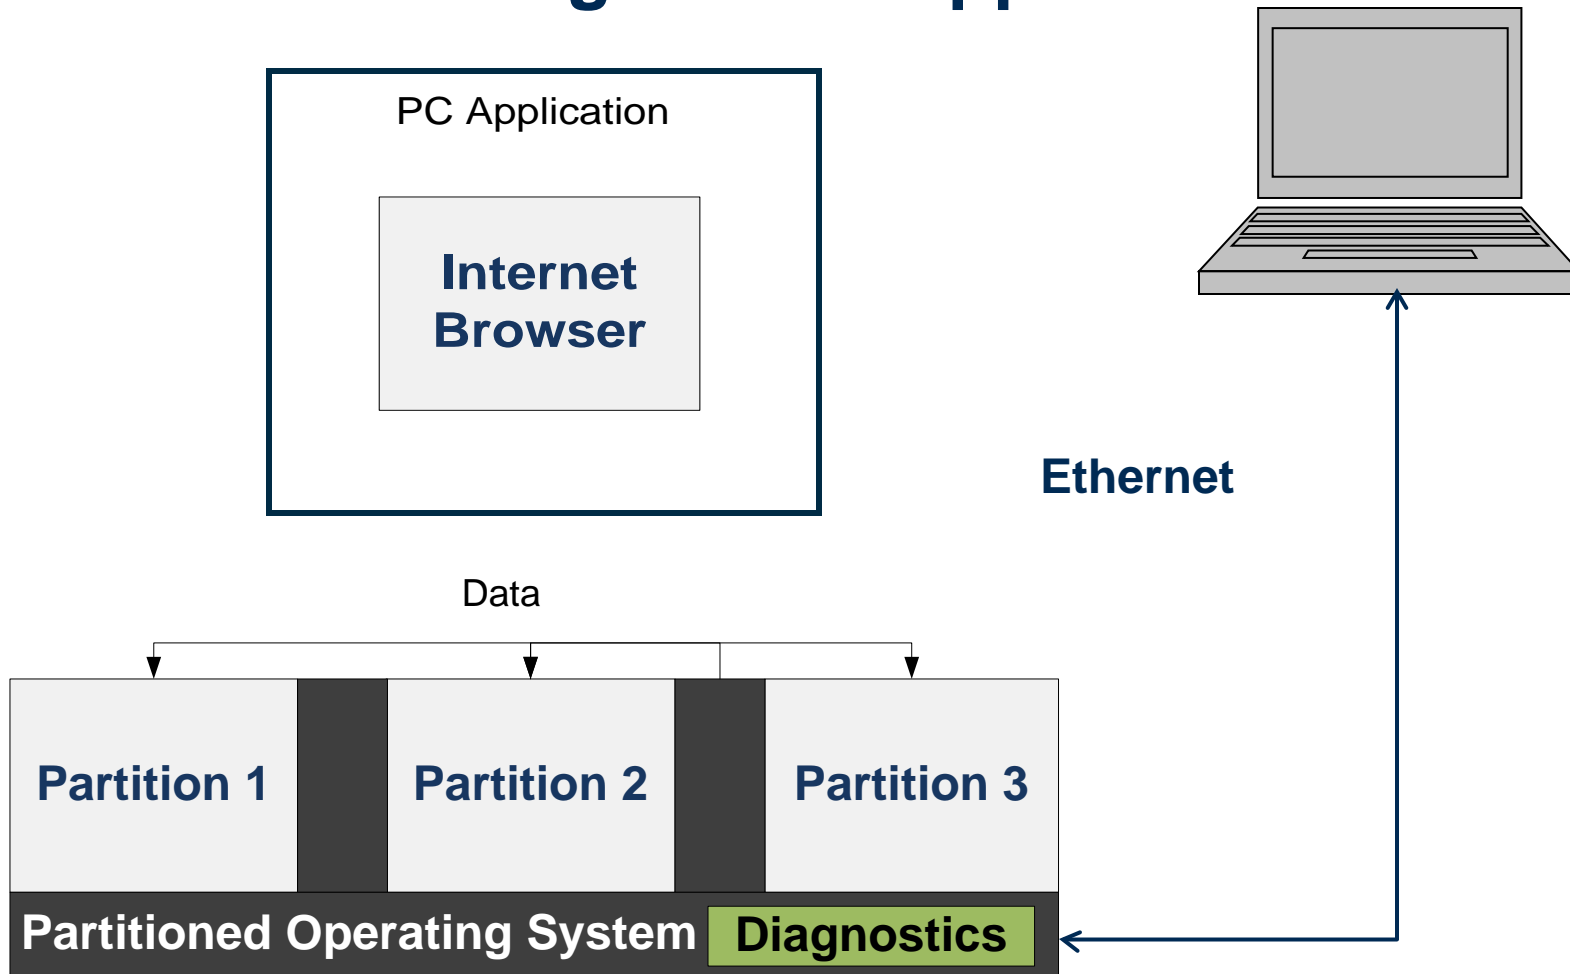 PC Application
Internet
Browser
Ethernet
Data
Partition 1
Partition 2
Partition 3
Partitioned Operating System
Diagnostics